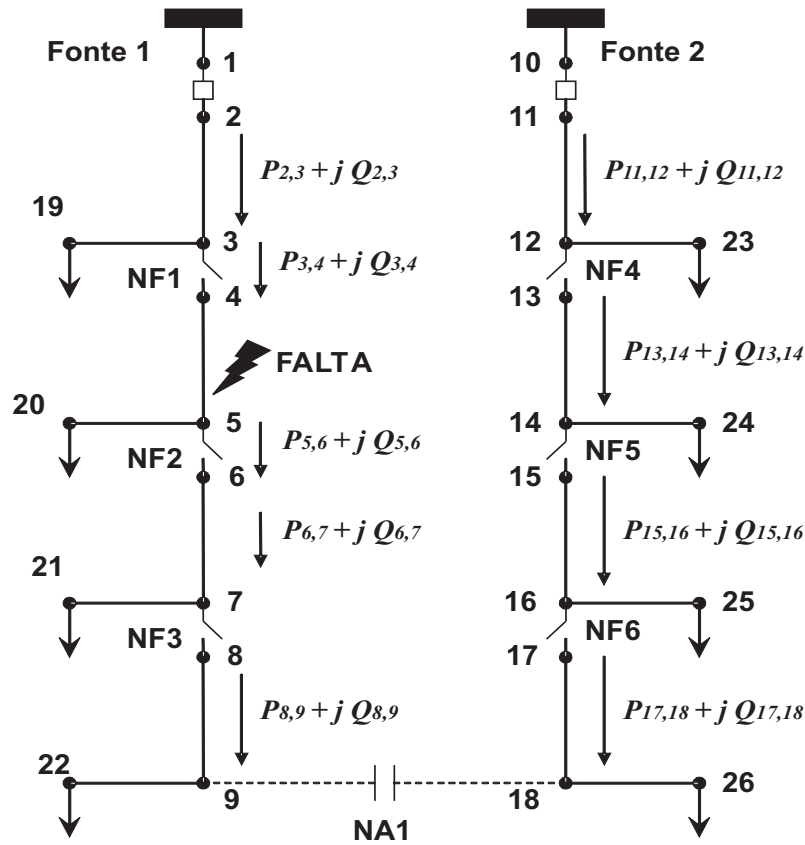 Fonte 1
1
10
Fonte 2
2
11
P2,3 + j Q2,3
P11,12 + j Q11,12
19
3
12
23
NF1
P3,4 + j Q3,4
NF4
4
13
FALTA
P13,14 + j Q13,14
20
5
14
24
NF2
P5,6 + j Q5,6
NF5
6
15
P6,7 + j Q6,7
P15,16 + j Q15,16
21
7
16
25
NF3
NF6
8
17
P8,9 + j Q8,9
P17,18 + j Q17,18
22
9
18
26
NA1